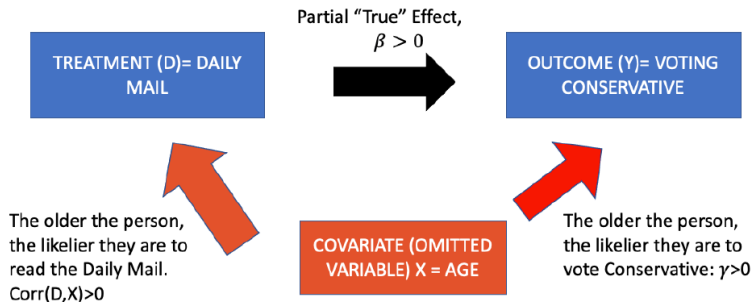 Partial “True” Effect,
β > 0
TREATMENT (D)= DAILY
MAIL
OUTCOME (Y)= VOTING
CONSERVATIVE
The older the person,
the likelier they are to
read the Daily Mail.
Corr(D,X)>0
COVARIATE (OMITTED
VARIABLE) X = AGE
The older the person,
the likelier they are to
vote Conservative: γ>0